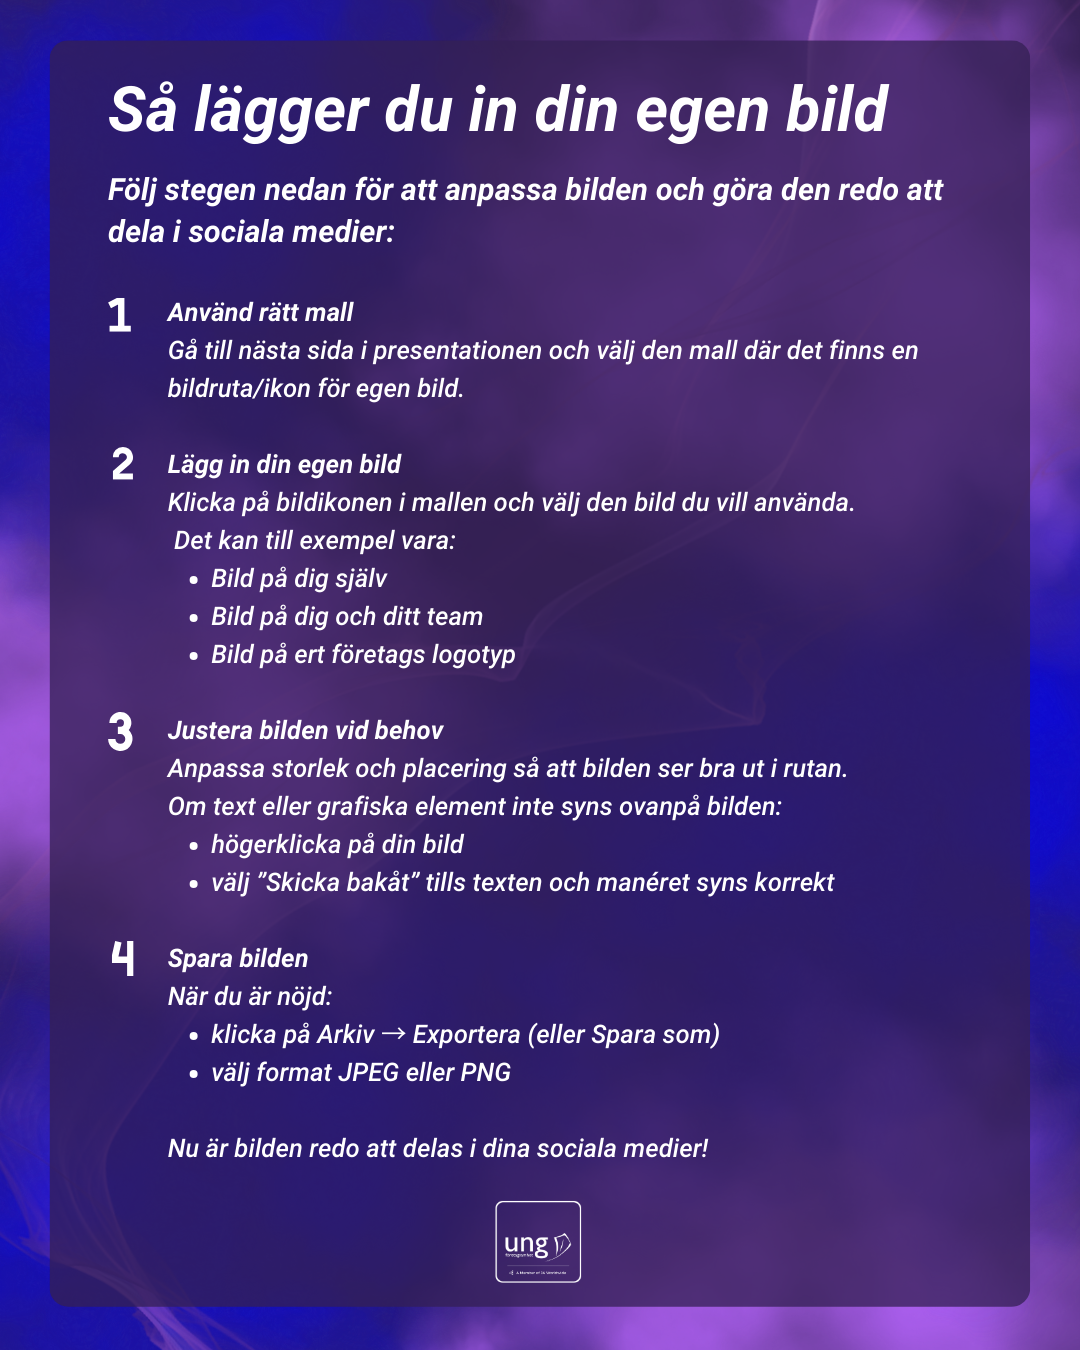 Så lägger du in din egen bild
Följ stegen nedan för att anpassa bilden och göra den redo att
dela i sociala medier:
1 Använd rätt mall
Gå till nästa sida i presentationen och välj den mall där det finns en
bildruta/ikon för egen bild.
2 Lägg in din egen bild
Klicka på bildikonen i mallen och välj den bild du vill använda.
Det kan till exempel vara:
• Bild på dig själv
• Bild på dig och ditt team
• Bild på ert företags logotyp
3 Justera bilden vid behov
Anpassa storlek och placering så att bilden ser bra ut i rutan.
Om text eller grafiska element inte syns ovanpå bilden:
• högerklicka på din bild
• välj ”Skicka bakåt” tills texten och manéret syns korrekt
4 Spara bilden
När du är nöjd:
• klicka på Arkiv → Exportera (eller Spara som)
• välj format JPEG eller PNG
Nu är bilden redo att delas i dina sociala medier!
ung
A Member of JA Worldwide